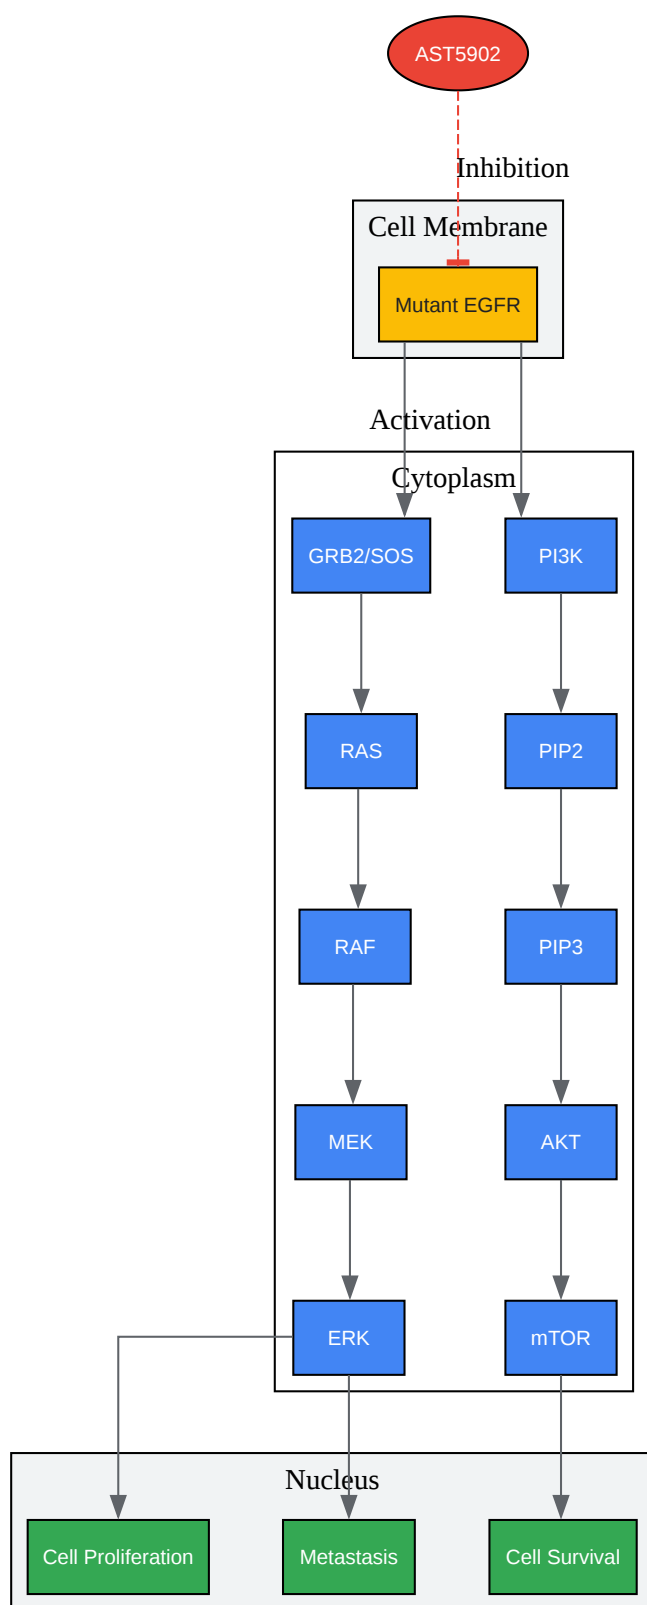 AST5902
Inhibition
Cell Membrane
Mutant EGFR
Activation
Cytoplasm
GRB2/SOS
PI3K
RAS
PIP2
RAF
PIP3
MEK
AKT
ERK
mTOR
Nucleus
Cell Proliferation
Metastasis
Cell Survival